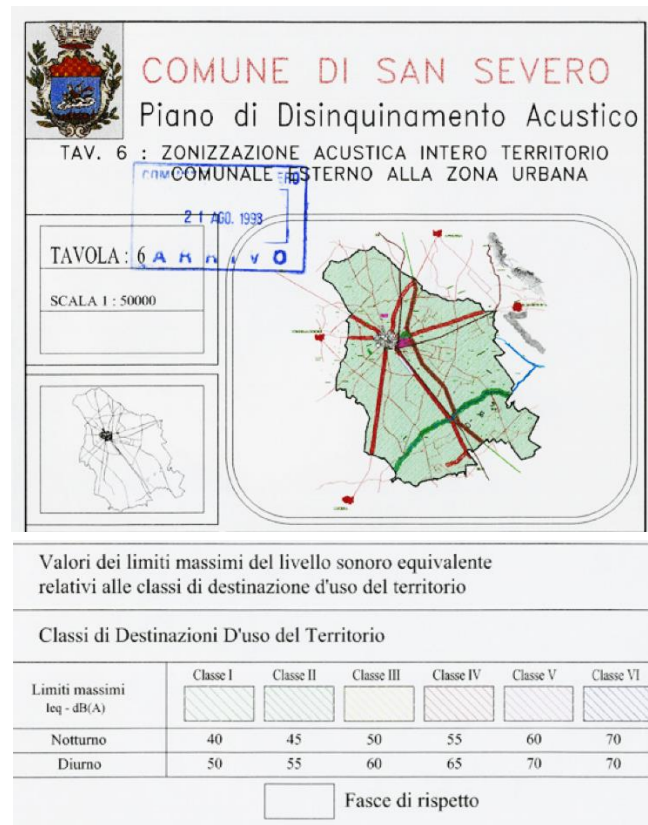 COMUNE DI SAN SEVERO
Piano di Disinquinamento Acustico
TAV. 6 : ZONIZZAZIONE ACUSTICA INTERO TERRITORIO
COMUNALE ESTERNO ALLA ZONA URBANA
21 AGO. 1993
ARRIVO
TAVOLA : 6
SCALA 1 : 50000
Valori dei limiti massimi del livello sonoro equivalente
relativi alle classi di destinazione d'uso del territorio
Classi di Destinazioni D'uso del Territorio
Limiti massimi
leq - dB(A)
Classe I Classe II Classe III Classe IV Classe V Classe VI
Notturno 40 45 50 55 60 70
Diurno 50 55 60 65 70 70
Fasce di rispetto